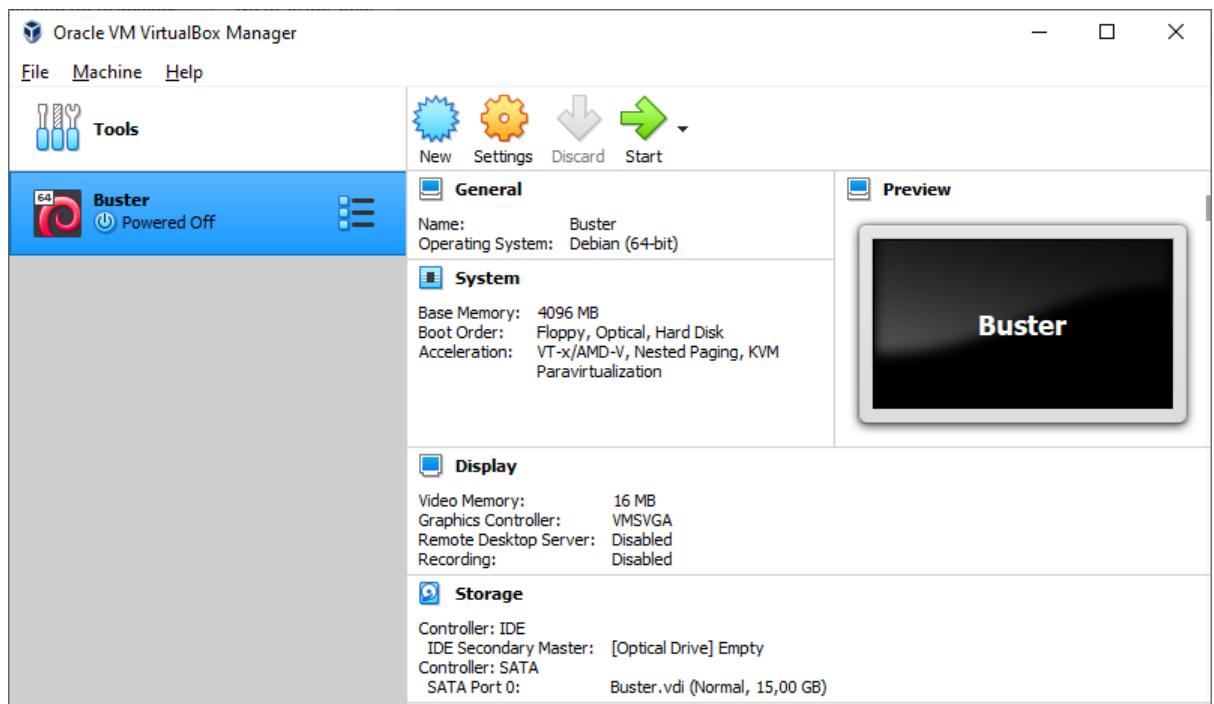 Oracle VM VirtualBox Manager
File Machine Help
Tools
New Settings Discard Start
64
Buster
Powered Off
General
Name: Buster
Operating System: Debian (64-bit)
System
Base Memory: 4096 MB
Boot Order: Floppy, Optical, Hard Disk
Acceleration: VT-x/AMD-V, Nested Paging, KVM
Paravirtualization
Preview
Buster
Display
Video Memory: 16 MB
Graphics Controller: VMSVGA
Remote Desktop Server: Disabled
Recording: Disabled
Storage
Controller: IDE
IDE Secondary Master: [Optical Drive] Empty
Controller: SATA
SATA Port 0: Buster.vdi (Normal, 15,00 GB)